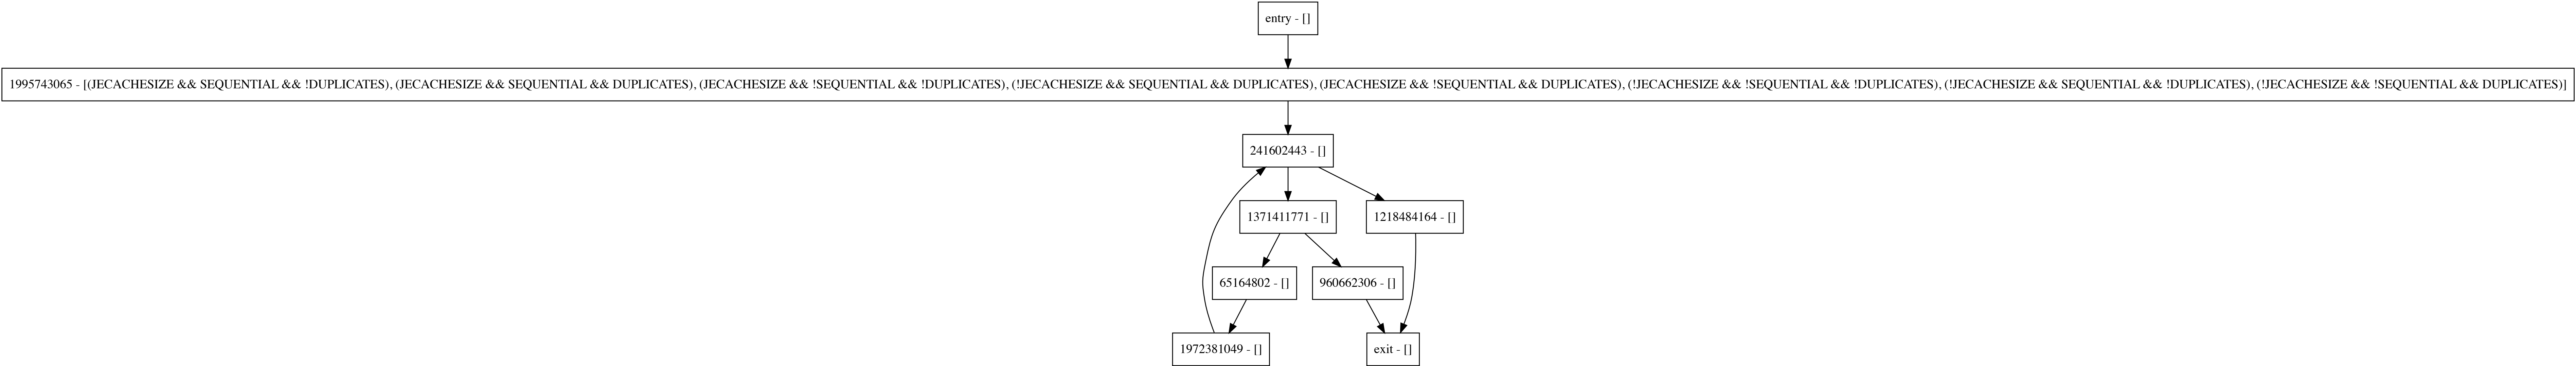 entry - []
1995743065 - [(JECACHESIZE && SEQUENTIAL && !DUPLICATES), (JECACHESIZE && SEQUENTIAL && DUPLICATES), (JECACHESIZE && !SEQUENTIAL && !DUPLICATES), (!JECACHESIZE && SEQUENTIAL && DUPLICATES), (JECACHESIZE && !SEQUENTIAL && DUPLICATES), (!JECACHESIZE && !SEQUENTIAL && !DUPLICATES), (!JECACHESIZE && SEQUENTIAL && !DUPLICATES), (!JECACHESIZE && !SEQUENTIAL && DUPLICATES)]
241602443 - []
1371411771 - []
1218484164 - []
65164802 - []
960662306 - []
1972381049 - []
exit - []